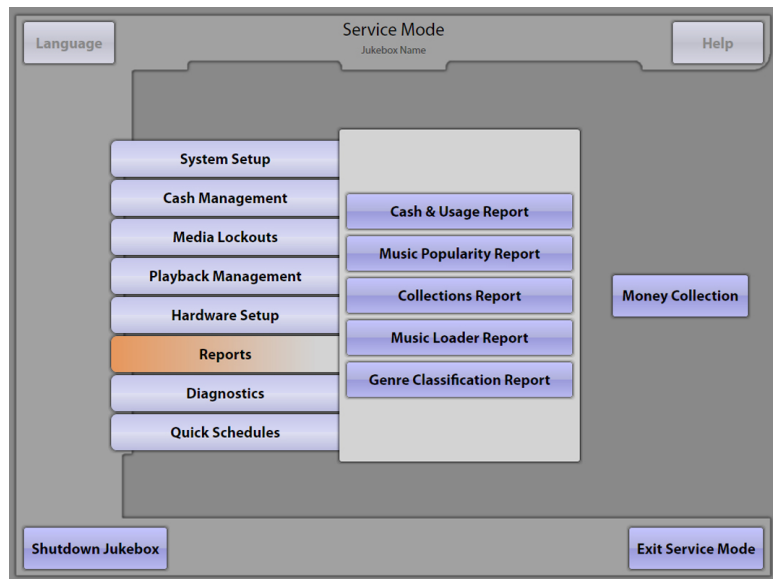 Language
Service Mode
Jukebox Name
Help
System Setup
Cash Management
Media Lockouts
Playback Management
Hardware Setup
Reports
Diagnostics
Quick Schedules
Cash & Usage Report
Music Popularity Report
Collections Report
Music Loader Report
Genre Classification Report
Money Collection
Shutdown Jukebox
Exit Service Mode